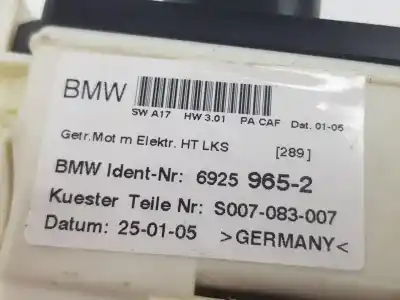 BMW
SW A17 HW 3.01 PA CAF Dat. 01-05
Getr.Mot m Elektr. HT LKS [289]
BMW Ident-Nr: 6925 965-2
Kuester Teile Nr: S007-083-007
Datum: 25-01-05 >GERMANY<